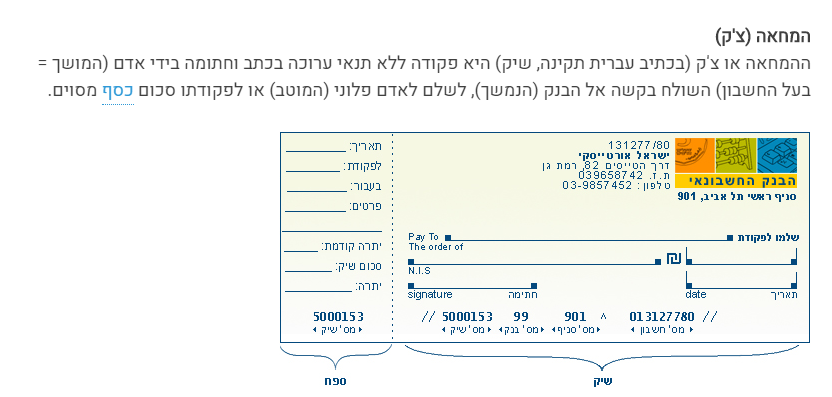 המחאה (צ'ק)
ההמחאה או צ'ק (בכתיב עברית תקינה, שיק) היא פקודה ללא תנאי ערוכה בכתב וחתומה בידי אדם (המושך =
בעל החשבון) השולח בקשה אל הבנק (הנמשך), לשלם לאדם פלוני (המוטב) או לפקודתו סכום כסף מסוים.
131277/80
ישראל אורטייסקי
דרך הטייסים 82, רמת גן
ת.ז. 039658742
טלפון: 03-9857452
הבנק החשבונאי
סניף ראשי תל אביב, 901
תאריך:
לפקודת:
בעבור:
פרטים:
יתרה קודמת:
סכום שיק:
יתרה:
5000153
מס' שיק
שלמו לפקודת
Pay To
The order of
₪
N.I.S
signature חתימה
date תאריך
// 5000153 99 901 ^ 013127780 //
מס' חשבון מס' סניף מס' בנק מס' שיק
שיק
ספח